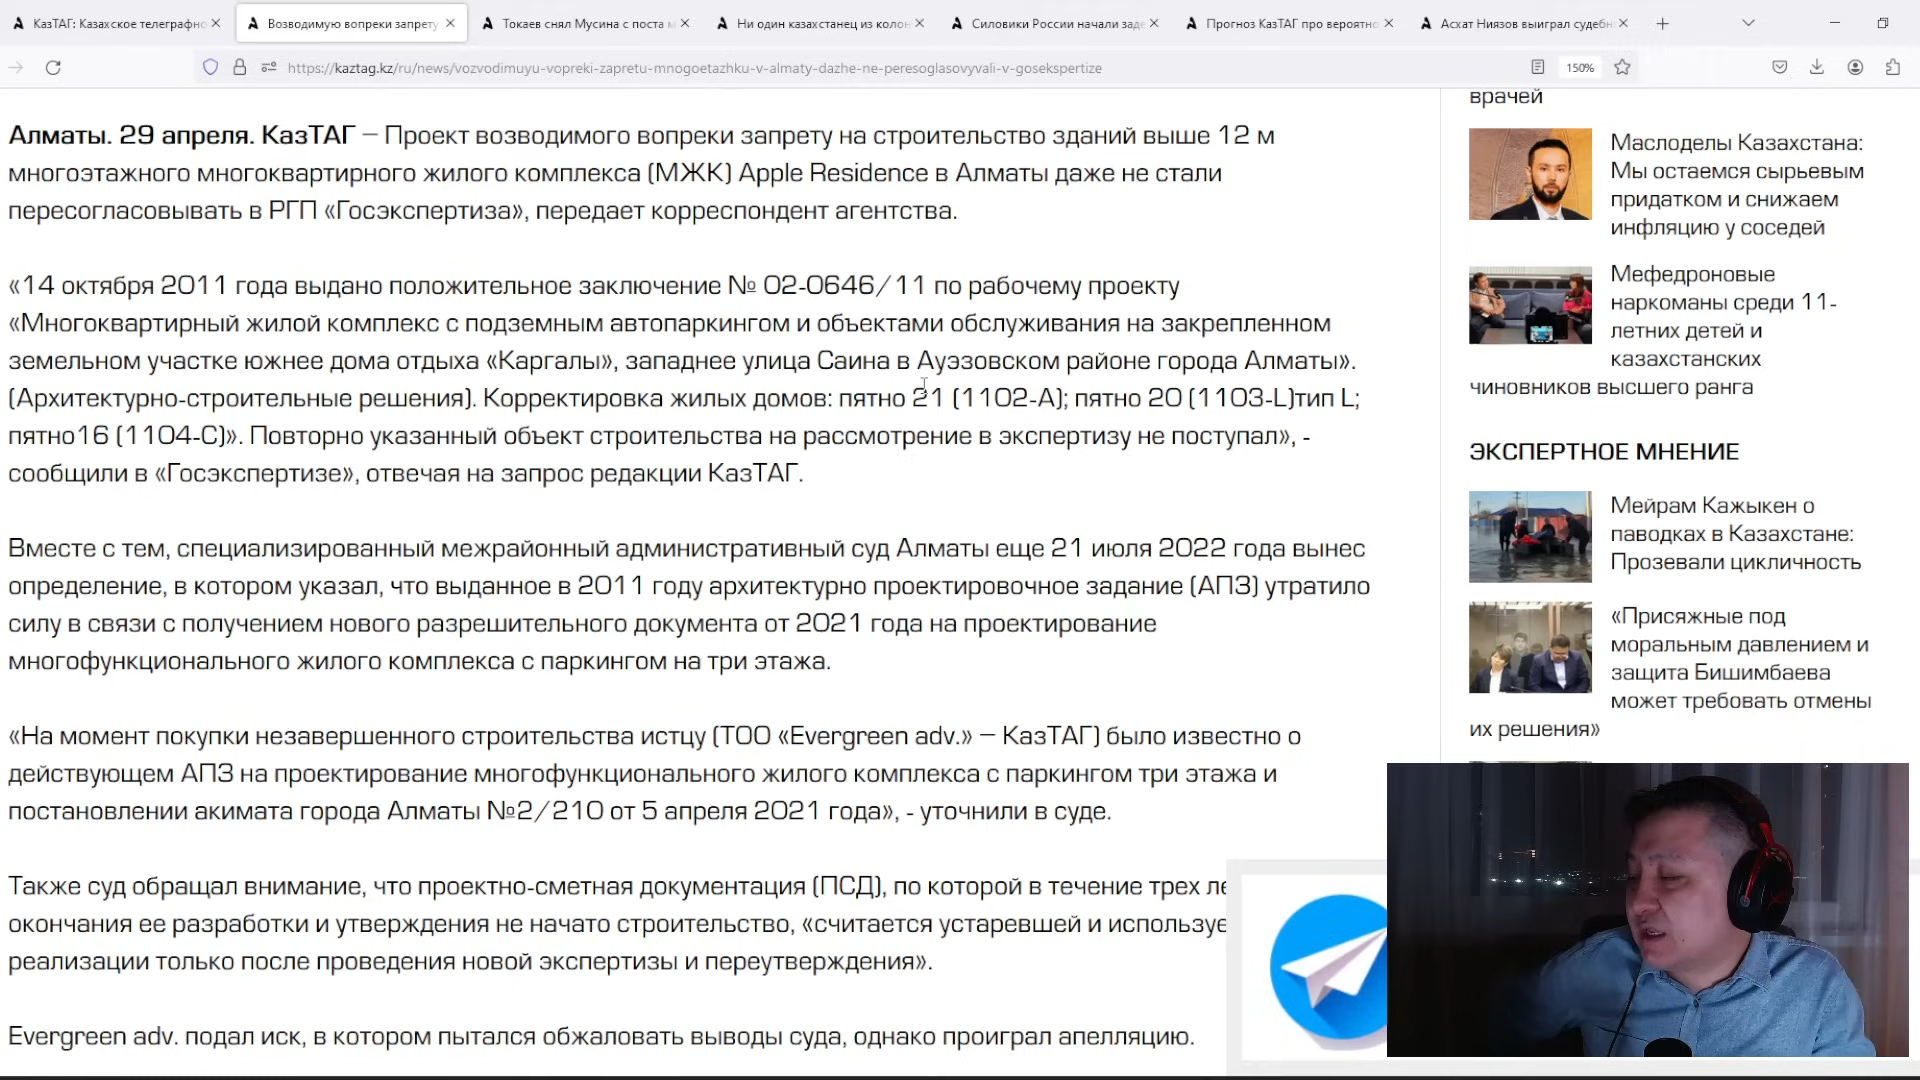 КазТАГ: Казахское телеграфно
Возводимую вопреки запрету
Токаев снял Мусина с поста м
Ни один казахстанец из колон
Силовики России начали заде
Прогноз КазТАГ про вероятно
Асхат Ниязов выиграл судебн
https://kaztag.kz/ru/news/vozvodimuyu-vopreki-zapretu-mnogoetazhku-v-almaty-dazhe-ne-peresoglasovyvali-v-gosekspertize
150%
Алматы. 29 апреля. КазТАГ – Проект возводимого вопреки запрету на строительство зданий выше 12 м
многоэтажного многоквартирного жилого комплекса (МЖК) Apple Residence в Алматы даже не стали
пересогласовывать в РГП «Госэкспертиза», передает корреспондент агентства.
«14 октября 2011 года выдано положительное заключение № 02-0646/11 по рабочему проекту
«Многоквартирный жилой комплекс с подземным автопаркингом и объектами обслуживания на закрепленном
земельном участке южнее дома отдыха «Каргалы», западнее улица Саина в Ауэзовском районе города Алматы».
(Архитектурно-строительные решения). Корректировка жилых домов: пятно 21 (1102-А); пятно 20 (1103-L)тип L;
пятно16 (1104-С)». Повторно указанный объект строительства на рассмотрение в экспертизу не поступал», -
сообщили в «Госэкспертизе», отвечая на запрос редакции КазТАГ.
Вместе с тем, специализированный межрайонный административный суд Алматы еще 21 июля 2022 года вынес
определение, в котором указал, что выданное в 2011 году архитектурно проектировочное задание (АПЗ) утратило
силу в связи с получением нового разрешительного документа от 2021 года на проектирование
многофункционального жилого комплекса с паркингом на три этажа.
«На момент покупки незавершенного строительства истцу (ТОО «Evergreen adv.» – КазТАГ) было известно о
действующем АПЗ на проектирование многофункционального жилого комплекса с паркингом три этажа и
постановлении акимата города Алматы №2/210 от 5 апреля 2021 года», - уточнили в суде.
Также суд обращал внимание, что проектно-сметная документация (ПСД), по которой в течение трех ле
окончания ее разработки и утверждения не начато строительство, «считается устаревшей и используе
реализации только после проведения новой экспертизы и переутверждения».
Evergreen adv. подал иск, в котором пытался обжаловать выводы суда, однако проиграл апелляцию.
врачей
Маслоделы Казахстана:
Мы остаемся сырьевым
придатком и снижаем
инфляцию у соседей
Мефедроновые
наркоманы среди 11-
летних детей и
казахстанских
чиновников высшего ранга
ЭКСПЕРТНОЕ МНЕНИЕ
Мейрам Кажыкен о
паводках в Казахстане:
Прозевали цикличность
«Присяжные под
моральным давлением и
защита Бишимбаева
может требовать отмены
их решения»